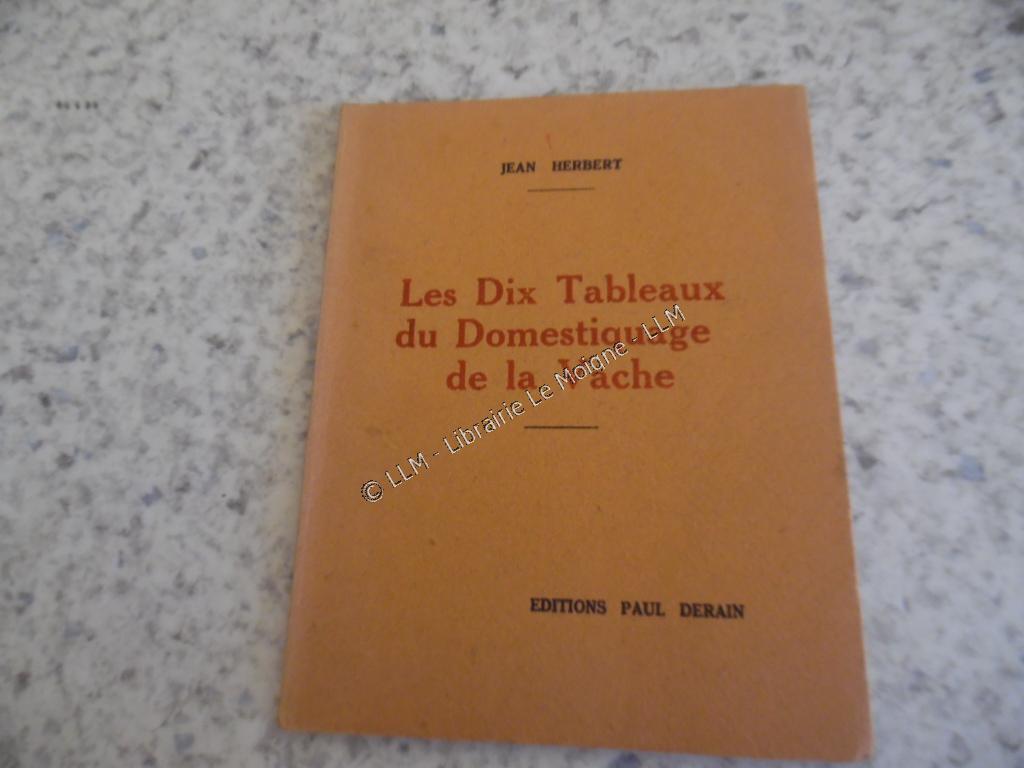 JEAN HERBERT
Les Dix Tableaux
du Domestiquage
de la Vache
© LLM - Librairie Le Moigne - LLM
EDITIONS PAUL DERAIN